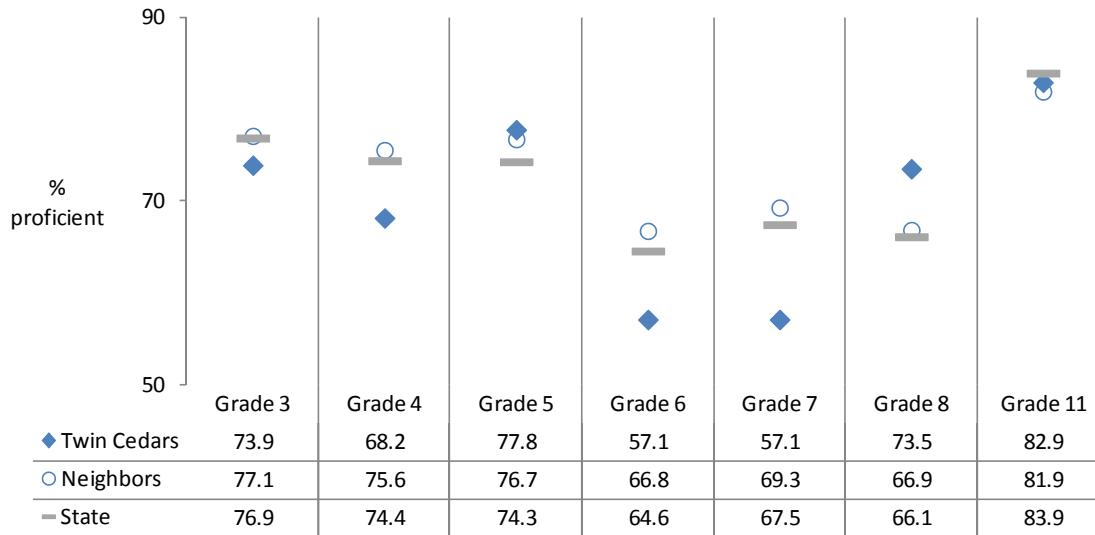 90
70
%
proficient
50
Grade 3 Grade 4 Grade 5 Grade 6 Grade 7 Grade 8 Grade 11
Twin Cedars 73.9 68.2 77.8 57.1 57.1 73.5 82.9
Neighbors 77.1 75.6 76.7 66.8 69.3 66.9 81.9
State 76.9 74.4 74.3 64.6 67.5 66.1 83.9